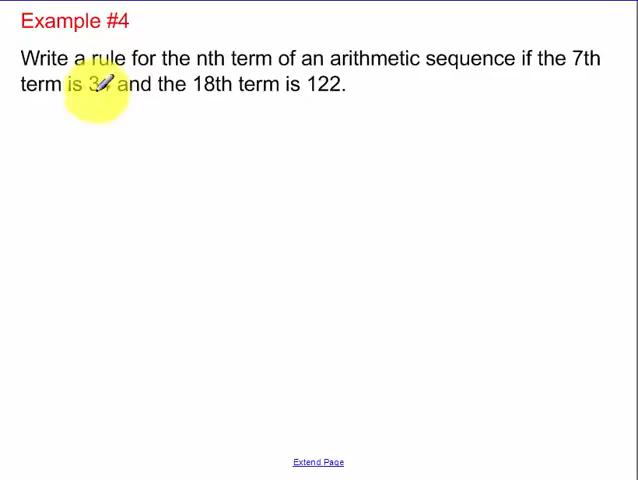 Example #4
Write a rule for the nth term of an arithmetic sequence if the 7th
term is 34 and the 18th term is 122.
Extend Page